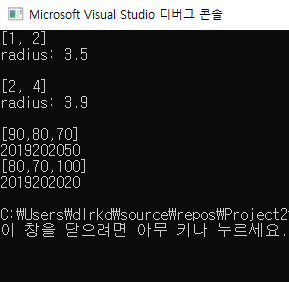 Microsoft Visual Studio 디버그 콘솔
[1, 2]
radius: 3.5
[2, 4]
radius: 3.9
[90,80,70]
2019202050
[80,70,100]
2019202020
C:₩Users₩dlrkd₩source₩repos₩Project2
이 창을 닫으려면 아무 키나 누르세요.